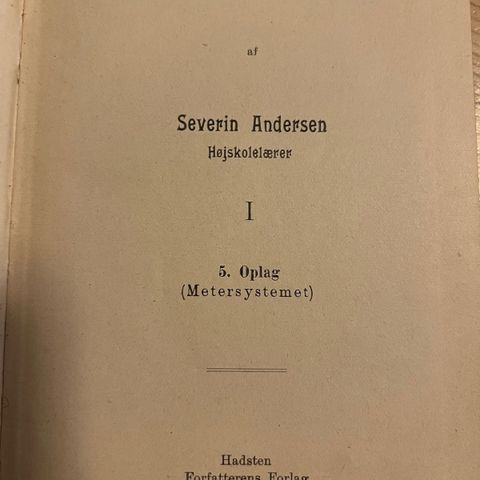 af
Severin Andersen
Højskolelærer
I
5. Oplag
(Metersystemet)
Hadsten
Forfatterens Forlag